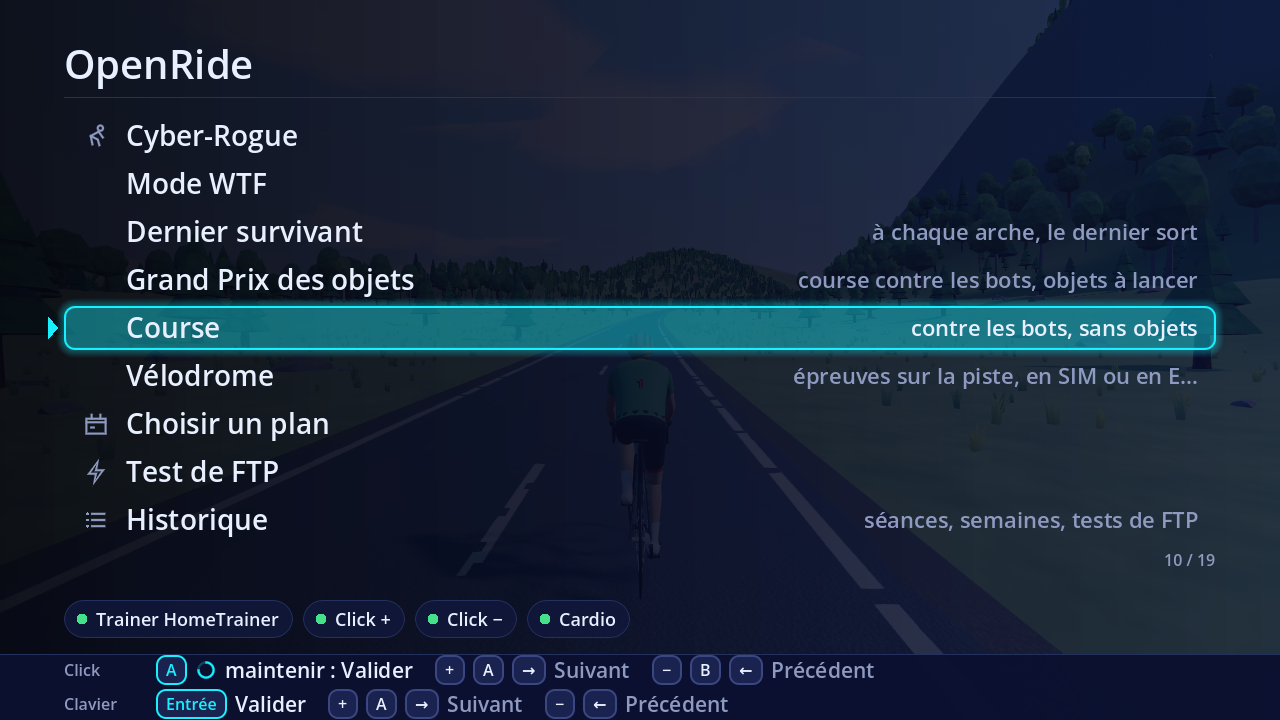 OpenRide
Cyber-Rogue
Mode WTF
Dernier survivant à chaque arche, le dernier sort
Grand Prix des objets course contre les bots, objets à lancer
Course contre les bots, sans objets
Vélodrome épreuves sur la piste, en SIM ou en E...
Choisir un plan
Test de FTP
Historique séances, semaines, tests de FTP
10 / 19
Trainer HomeTrainer Click + Click − Cardio
Click A maintenir : Valider + A → Suivant − B ← Précédent
Clavier Entrée Valider + A → Suivant − ← Précédent